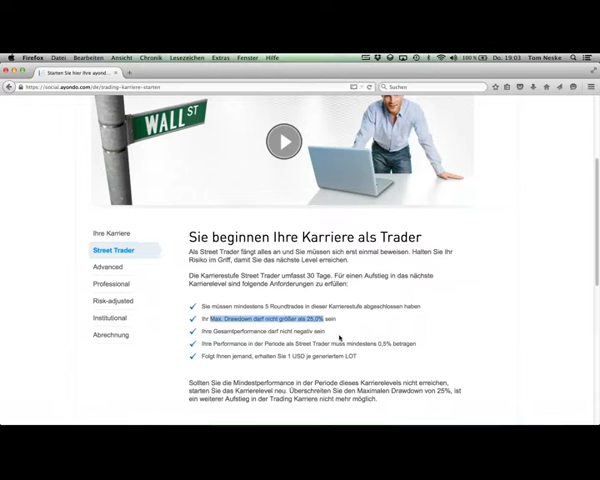 Firefox Datei Bearbeiten Ansicht Chronik Lesezeichen Extras Fenster Hilfe 100 % Do. 19:03 Tom Neske
Starten Sie hier Ihre ayond...
https://social.ayondo.com/de/trading-karriere-starten
Suchen
WALL ST
Ihre Karriere
Street Trader
Advanced
Professional
Risk-adjusted
Institutional
Abrechnung
Sie beginnen Ihre Karriere als Trader
Als Street Trader fängt alles an und Sie müssen sich erst einmal beweisen. Halten Sie Ihr
Risiko im Griff, damit Sie das nächste Level erreichen.
Die Karrierestufe Street Trader umfasst 30 Tage. Für einen Aufstieg in das nächste
Karrierelevel sind folgende Anforderungen zu erfüllen:
Sie müssen mindestens 5 Roundtrades in dieser Karrierestufe abgeschlossen haben
Ihr Max. Drawdown darf nicht größer als 25,0% sein
Ihre Gesamtperformance darf nicht negativ sein
Ihre Performance in der Periode als Street Trader muss mindestens 0,5% betragen
Folgt Ihnen jemand, erhalten Sie 1 USD je generiertem LOT
Sollten Sie die Mindestperformance in der Periode dieses Karrierelevels nicht erreichen,
starten Sie das Karrierelevel neu. Überschreiten Sie den Maximalen Drawdown von 25%, ist
ein weiterer Aufstieg in der Trading Karriere nicht mehr möglich.